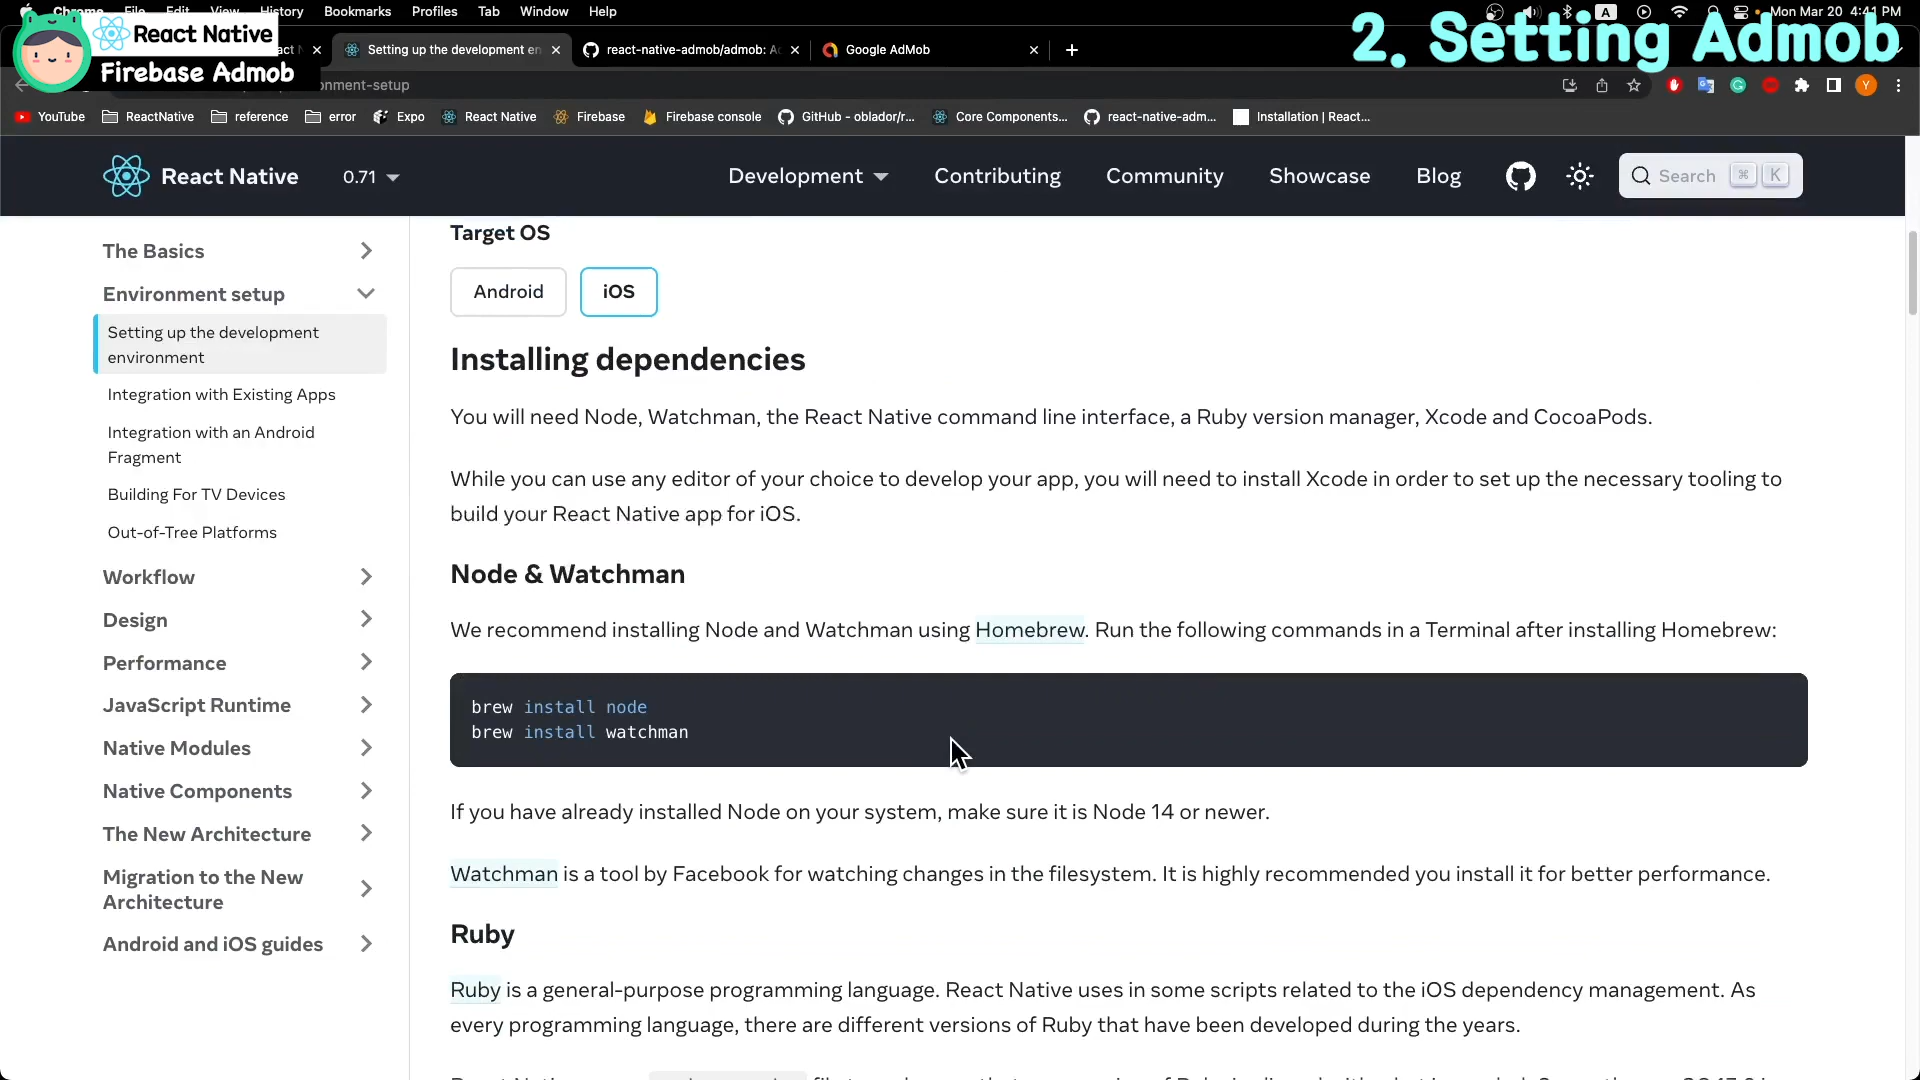 Chrome File Edit View History Bookmarks Profiles Tab Window Help
A
Mon Mar 20 4:41 PM
React Native
Firebase Admob
2. Setting Admob
Setting up the development en
react-native-admob/admob: Ac
Google AdMob
nment-setup
YouTube
ReactNative
reference
error
Expo
React Native
Firebase
Firebase console
GitHub - oblador/r...
Core Components...
react-native-adm...
Installation | React...
React Native
0.71
Development
Contributing
Community
Showcase
Blog
Search ⌘ K
The Basics
Environment setup
Setting up the development
environment
Integration with Existing Apps
Integration with an Android
Fragment
Building For TV Devices
Out-of-Tree Platforms
Workflow
Design
Performance
JavaScript Runtime
Native Modules
Native Components
The New Architecture
Migration to the New
Architecture
Android and iOS guides
Target OS
Android
iOS
Installing dependencies
You will need Node, Watchman, the React Native command line interface, a Ruby version manager, Xcode and CocoaPods.
While you can use any editor of your choice to develop your app, you will need to install Xcode in order to set up the necessary tooling to
build your React Native app for iOS.
Node & Watchman
We recommend installing Node and Watchman using Homebrew. Run the following commands in a Terminal after installing Homebrew:
brew install node
brew install watchman
If you have already installed Node on your system, make sure it is Node 14 or newer.
Watchman is a tool by Facebook for watching changes in the filesystem. It is highly recommended you install it for better performance.
Ruby
Ruby is a general-purpose programming language. React Native uses in some scripts related to the iOS dependency management. As
every programming language, there are different versions of Ruby that have been developed during the years.